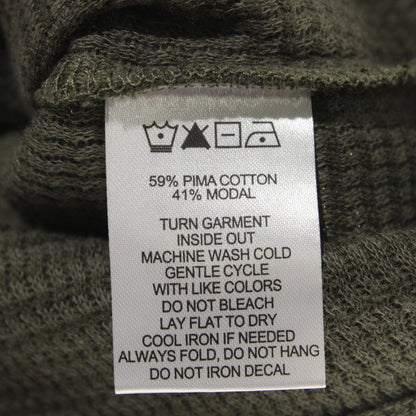 59% PIMA COTTON
41% MODAL
TURN GARMENT
INSIDE OUT
MACHINE WASH COLD
GENTLE CYCLE
WITH LIKE COLORS
DO NOT BLEACH
LAY FLAT TO DRY
COOL IRON IF NEEDED
ALWAYS FOLD, DO NOT HANG
DO NOT IRON DECAL